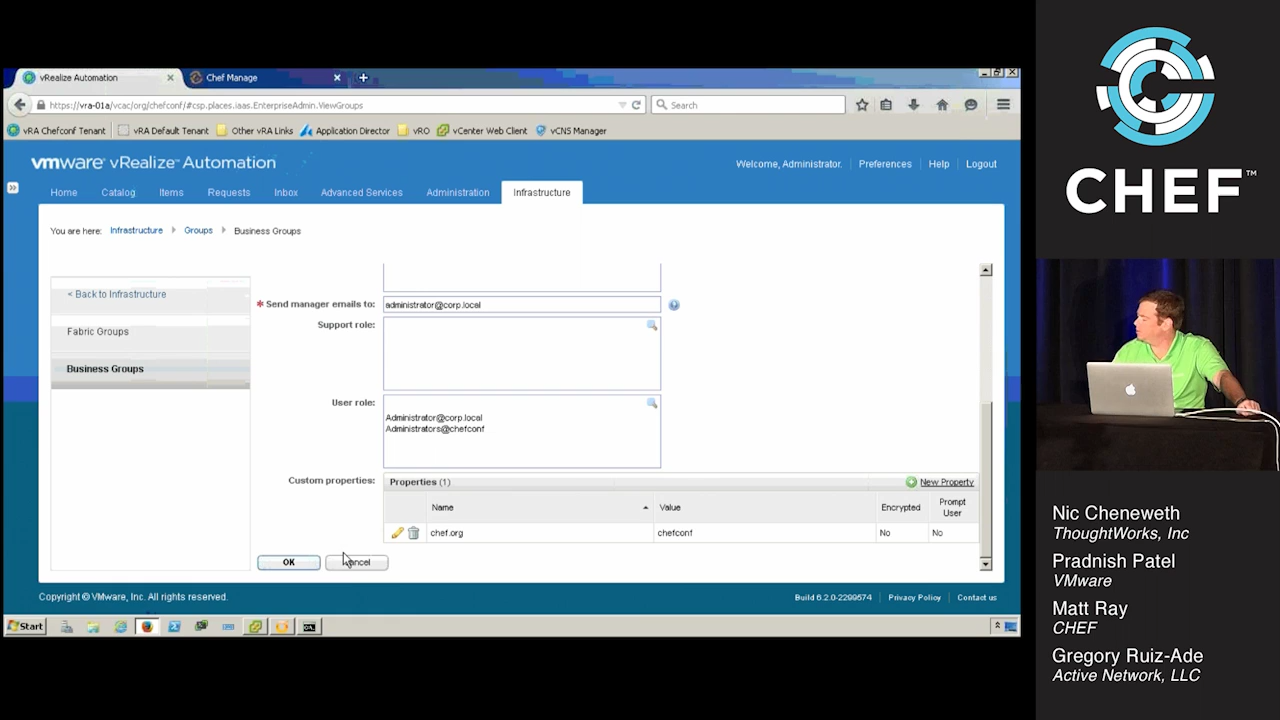 vRealize Automation
Chef Manage
https://vra-01a/vcac/org/chefconf/#csp.places.iaas.EnterpriseAdmin.ViewGroups
Search
vRA Chefconf Tenant
vRA Default Tenant
Other vRA Links
Application Director
vRO
vCenter Web Client
vCNS Manager
vmware vRealize Automation
Welcome, Administrator.
Preferences
Help
Logout
Home
Catalog
Items
Requests
Inbox
Advanced Services
Administration
Infrastructure
You are here: Infrastructure Groups Business Groups
< Back to Infrastructure
Fabric Groups
Business Groups
* Send manager emails to: administrator@corp.local
Support role:
User role:
Administrator@corp.local
Administrators@chefconf
Custom properties:
Properties (1)
New Property
Name
Value
Encrypted
Prompt User
chef.org
chefconf
No
No
OK
Copyright © VMware, Inc. All rights reserved.
Build 6.2.0-2299574
Privacy Policy
Contact us
Start
CHEF™
Nic Cheneweth
ThoughtWorks, Inc
Pradnish Patel
VMware
Matt Ray
CHEF
Gregory Ruiz-Ade
Active Network, LLC